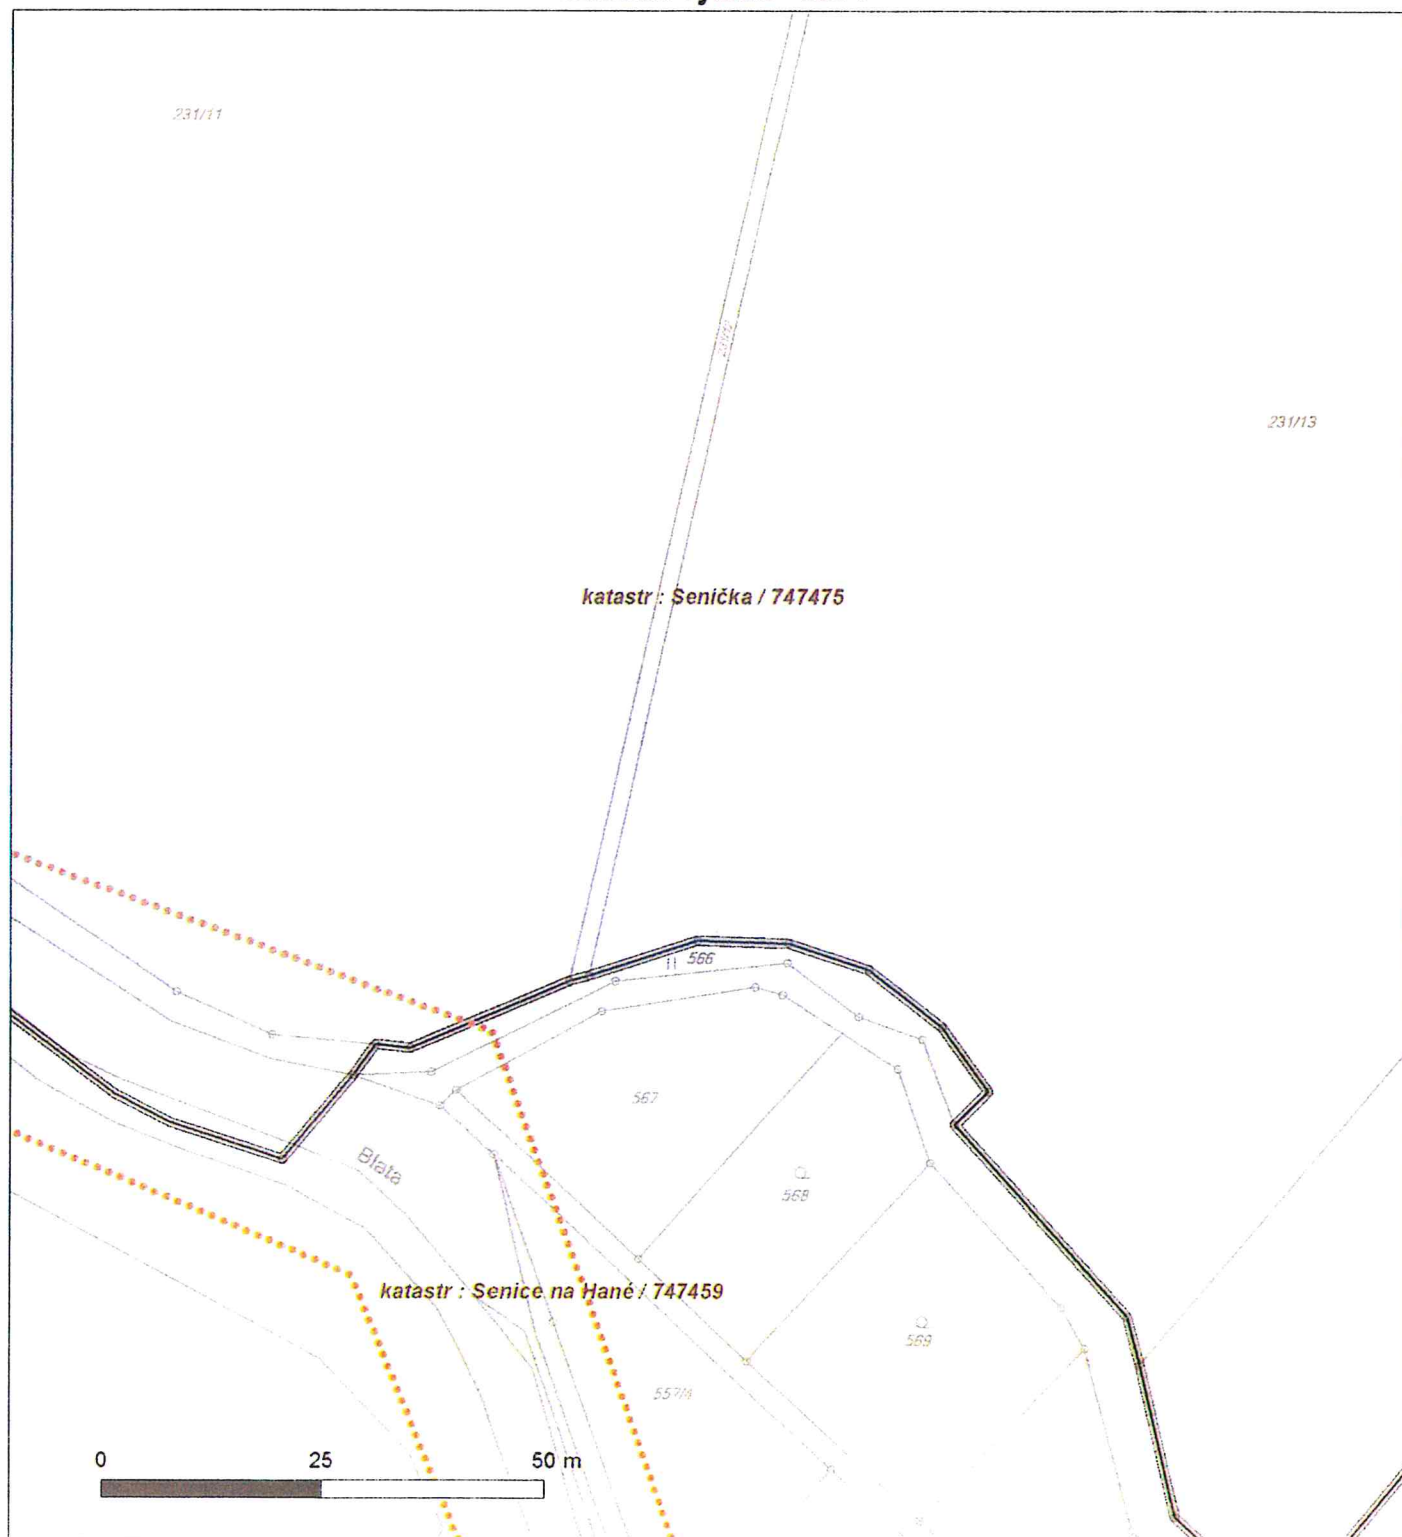 231/11
231/13
katastr : Senička / 747475
566
567
Blata
568
katastr : Senice na Hané / 747459
569
557/4
0 25 50 m